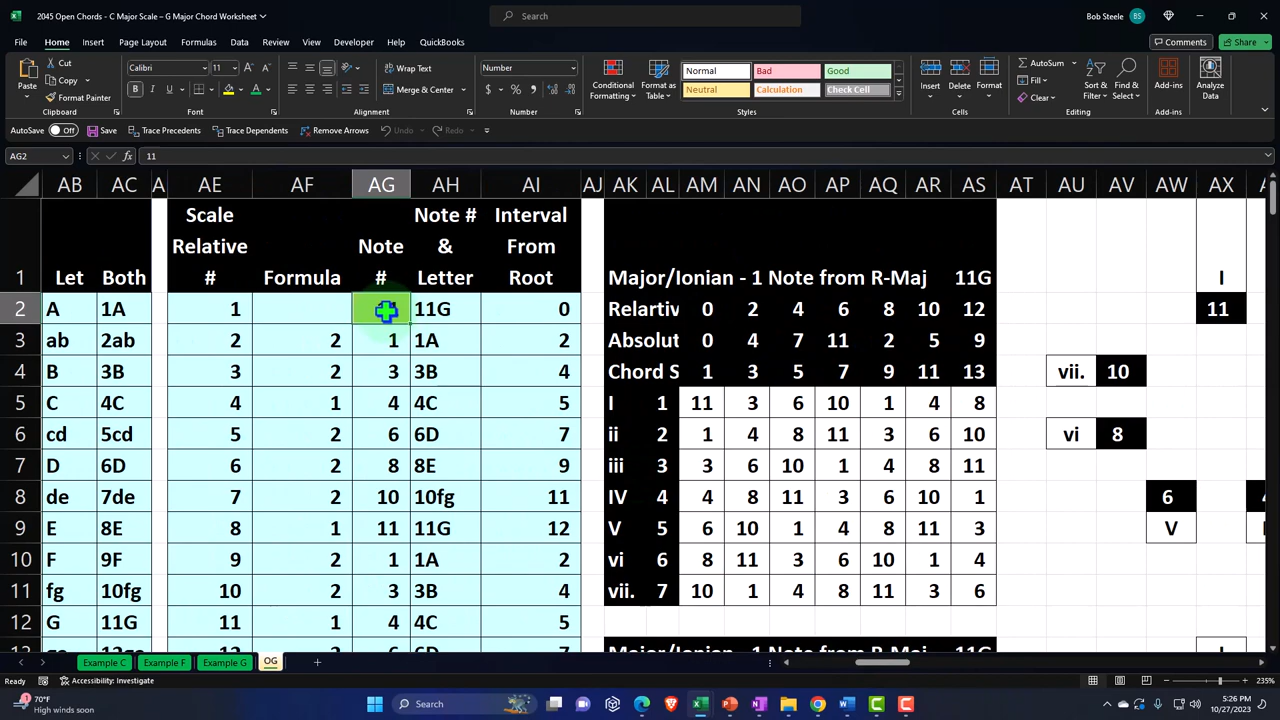 2045 Open Chords - C Major Scale – G Major Chord Worksheet
Search
Bob Steele BS
File Home Insert Page Layout Formulas Data Review View Developer Help QuickBooks Comments Share
Cut
Copy
Format Painter
Paste
Clipboard
Calibri 11
B I U
Font
Wrap Text
Merge & Center
Alignment
Number
$ % 9
Number
Conditional Formatting
Format as Table
Normal Bad Good
Neutral Calculation Check Cell
Styles
Insert Delete Format
Cells
AutoSum
Fill
Clear
Sort & Filter
Find & Select
Editing
Add-ins
Add-ins
Analyze Data
AutoSave Off Save Trace Precedents Trace Dependents Remove Arrows Undo Redo
AG2 fx 11
AB AC A AE AF AG AH AI AJ AK AL AM AN AO AP AQ AR AS AT AU AV AW AX
1 Let Both Scale Relative # Formula Note # Note # & Letter Interval From Root Major/Ionian - 1 Note from R-Maj 11G I
2 A 1A 1 11G 0 Relartiv 0 2 4 6 8 10 12 11
3 ab 2ab 2 2 1 1A 2 Absolut 0 4 7 11 2 5 9
4 B 3B 3 2 3 3B 4 Chord S 1 3 5 7 9 11 13 vii. 10
5 C 4C 4 1 4 4C 5 I 1 11 3 6 10 1 4 8
6 cd 5cd 5 2 6 6D 7 ii 2 1 4 8 11 3 6 10 vi 8
7 D 6D 6 2 8 8E 9 iii 3 3 6 10 1 4 8 11
8 de 7de 7 2 10 10fg 11 IV 4 4 8 11 3 6 10 1 6
9 E 8E 8 1 11 11G 12 V 5 6 10 1 4 8 11 3 V
10 F 9F 9 2 1 1A 2 vi 6 8 11 3 6 10 1 4
11 fg 10fg 10 2 3 3B 4 vii. 7 10 1 4 8 11 3 6
12 G 11G 11 1 4 4C 5
Example C Example F Example G OG
Ready Accessibility: Investigate 235%
70°F
High winds soon
Search
5:26 PM
10/27/2023